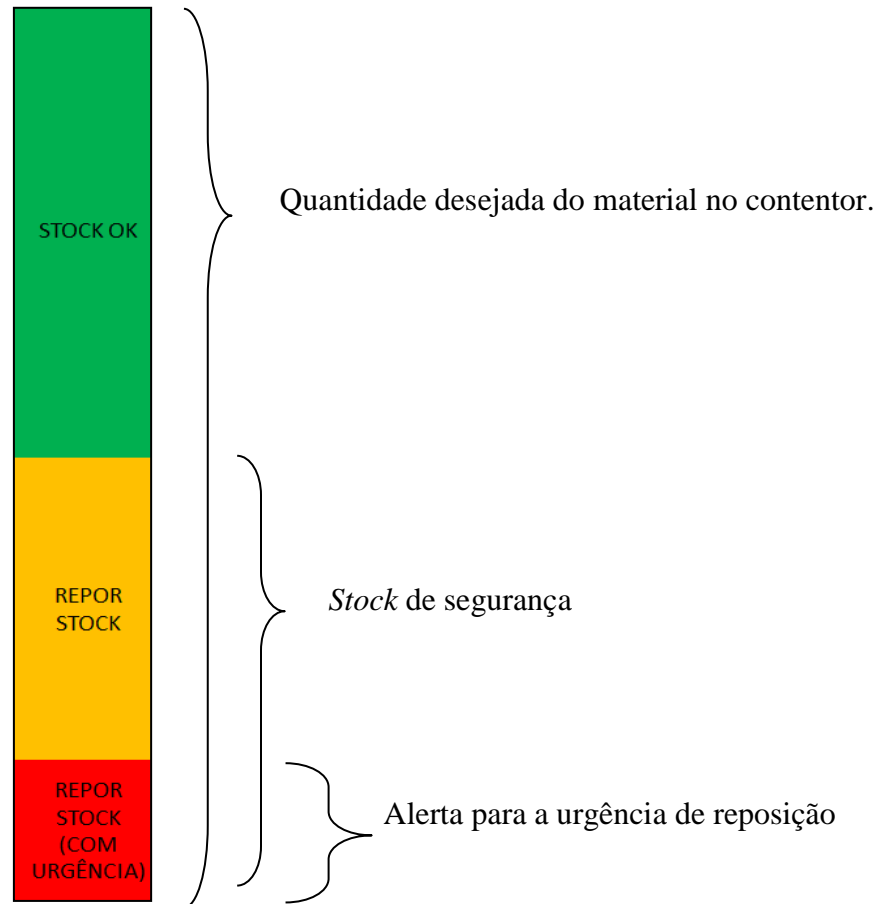 Quantidade desejada do material no contentor.
STOCK OK
REPOR
STOCK
Stock de segurança
REPOR
STOCK
(COM
URGÊNCIA)
Alerta para a urgência de reposição